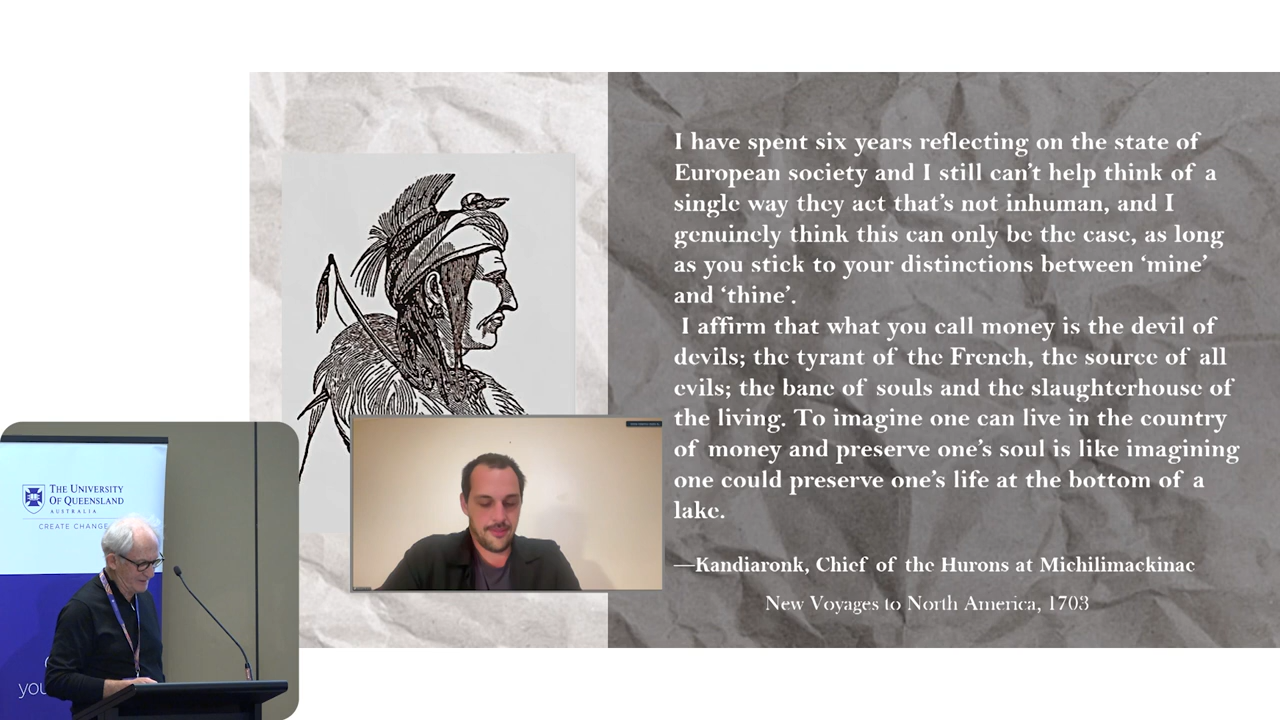 I have spent six years reflecting on the state of
European society and I still can't help think of a
single way they act that's not inhuman, and I
genuinely think this can only be the case, as long
as you stick to your distinctions between 'mine'
and 'thine'.
I affirm that what you call money is the devil of
devils; the tyrant of the French, the source of all
evils; the bane of souls and the slaughterhouse of
the living. To imagine one can live in the country
of money and preserve one's soul is like imagining
one could preserve one's life at the bottom of a
lake.
—Kandiaronk, Chief of the Hurons at Michilimackinac
New Voyages to North America, 1703
THE UNIVERSITY
OF QUEENSLAND
AUSTRALIA
CREATE CHANGE